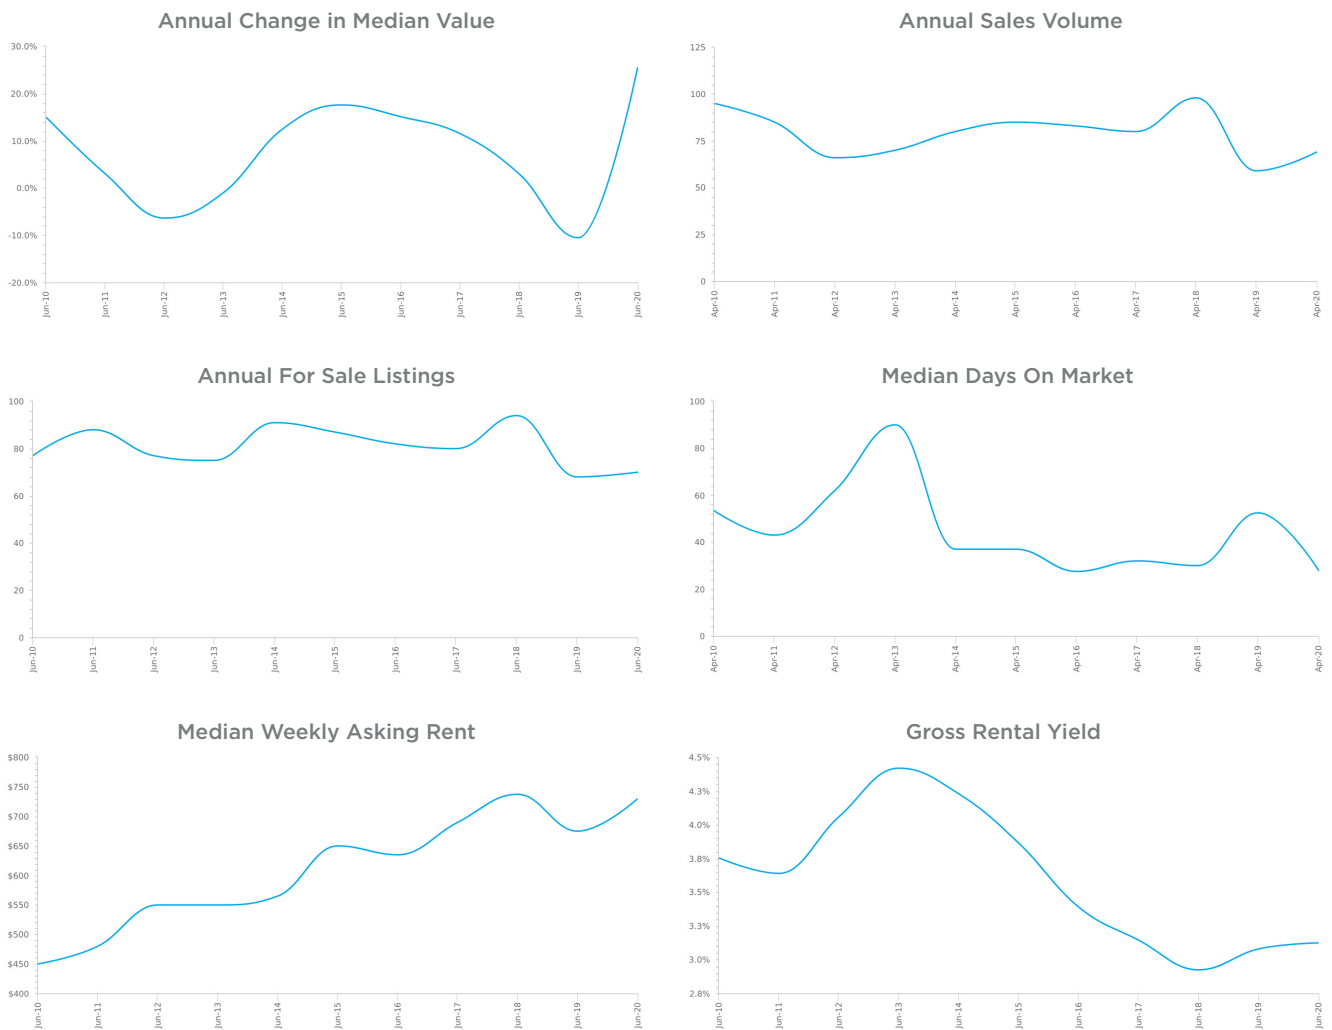 Annual Change in Median Value
30.0%
20.0%
10.0%
0.0%
-10.0%
-20.0%
Jun-10
Jun-11
Jun-12
Jun-13
Jun-14
Jun-15
Jun-16
Jun-17
Jun-18
Jun-19
Jun-20
Annual Sales Volume
125
100
75
50
25
0
Apr-10
Apr-11
Apr-12
Apr-13
Apr-14
Apr-15
Apr-16
Apr-17
Apr-18
Apr-19
Apr-20
Annual For Sale Listings
100
80
60
40
20
0
Jun-10
Jun-11
Jun-12
Jun-13
Jun-14
Jun-15
Jun-16
Jun-17
Jun-18
Jun-19
Jun-20
Median Days On Market
100
80
60
40
20
0
Apr-10
Apr-11
Apr-12
Apr-13
Apr-14
Apr-15
Apr-16
Apr-17
Apr-18
Apr-19
Apr-20
Median Weekly Asking Rent
$800
$750
$700
$650
$600
$550
$500
$450
$400
Jun-10
Jun-11
Jun-12
Jun-13
Jun-14
Jun-15
Jun-16
Jun-17
Jun-18
Jun-19
Jun-20
Gross Rental Yield
4.5%
4.3%
4.0%
3.8%
3.5%
3.3%
3.0%
2.8%
Jun-10
Jun-11
Jun-12
Jun-13
Jun-14
Jun-15
Jun-16
Jun-17
Jun-18
Jun-19
Jun-20